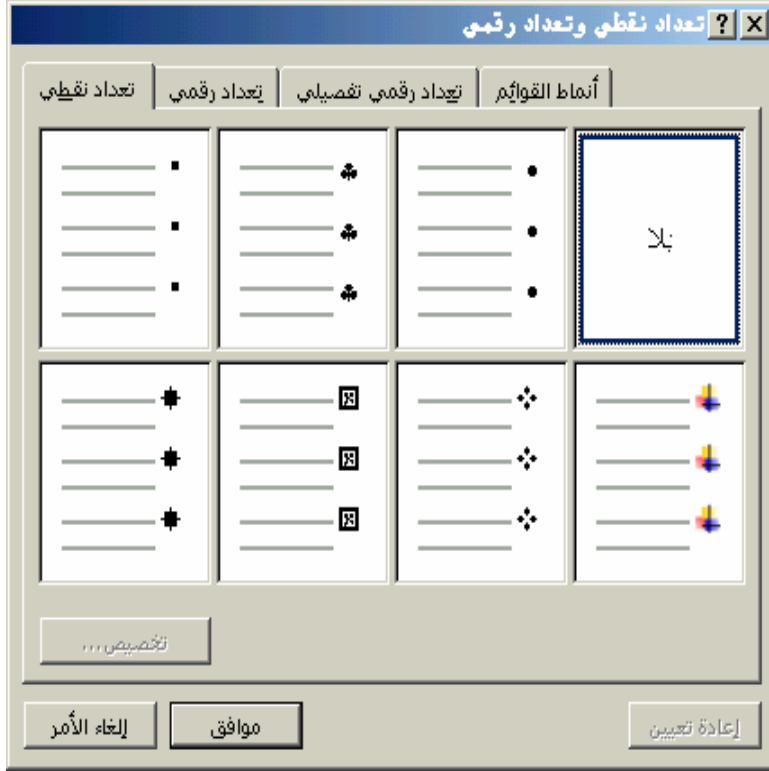 تعداد نقطي وتعداد رقمي
تعداد نقطي تعداد رقمي تعداد رقمي تفصيلي أنماط القوائم
بلا
تخصيص...
إلغاء الأمر موافق إعادة تعيين